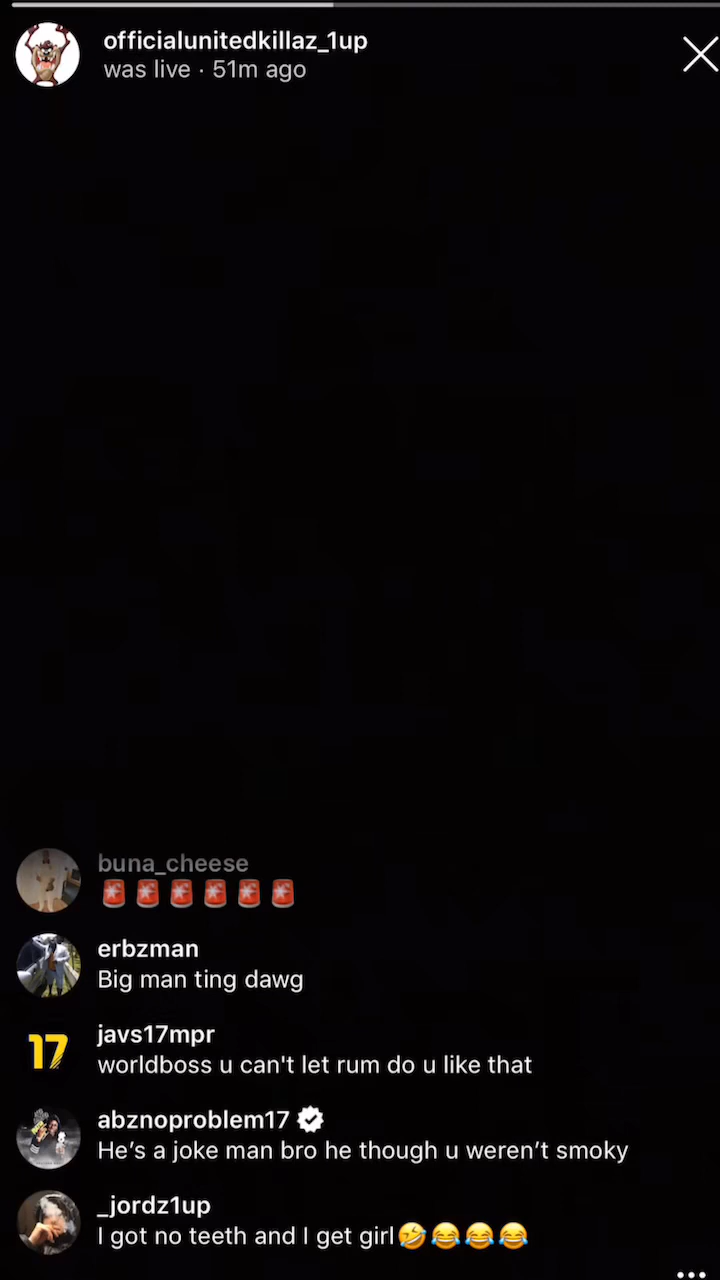 officialunitedkillaz_1up
was live · 51m ago
buna_cheese
🚨🚨🚨🚨🚨🚨
erbzman
Big man ting dawg
17
javs17mpr
worldboss u can't let rum do u like that
abznoproblem17
He’s a joke man bro he though u weren’t smoky
_jordz1up
I got no teeth and I get girl🤣😂😂😂